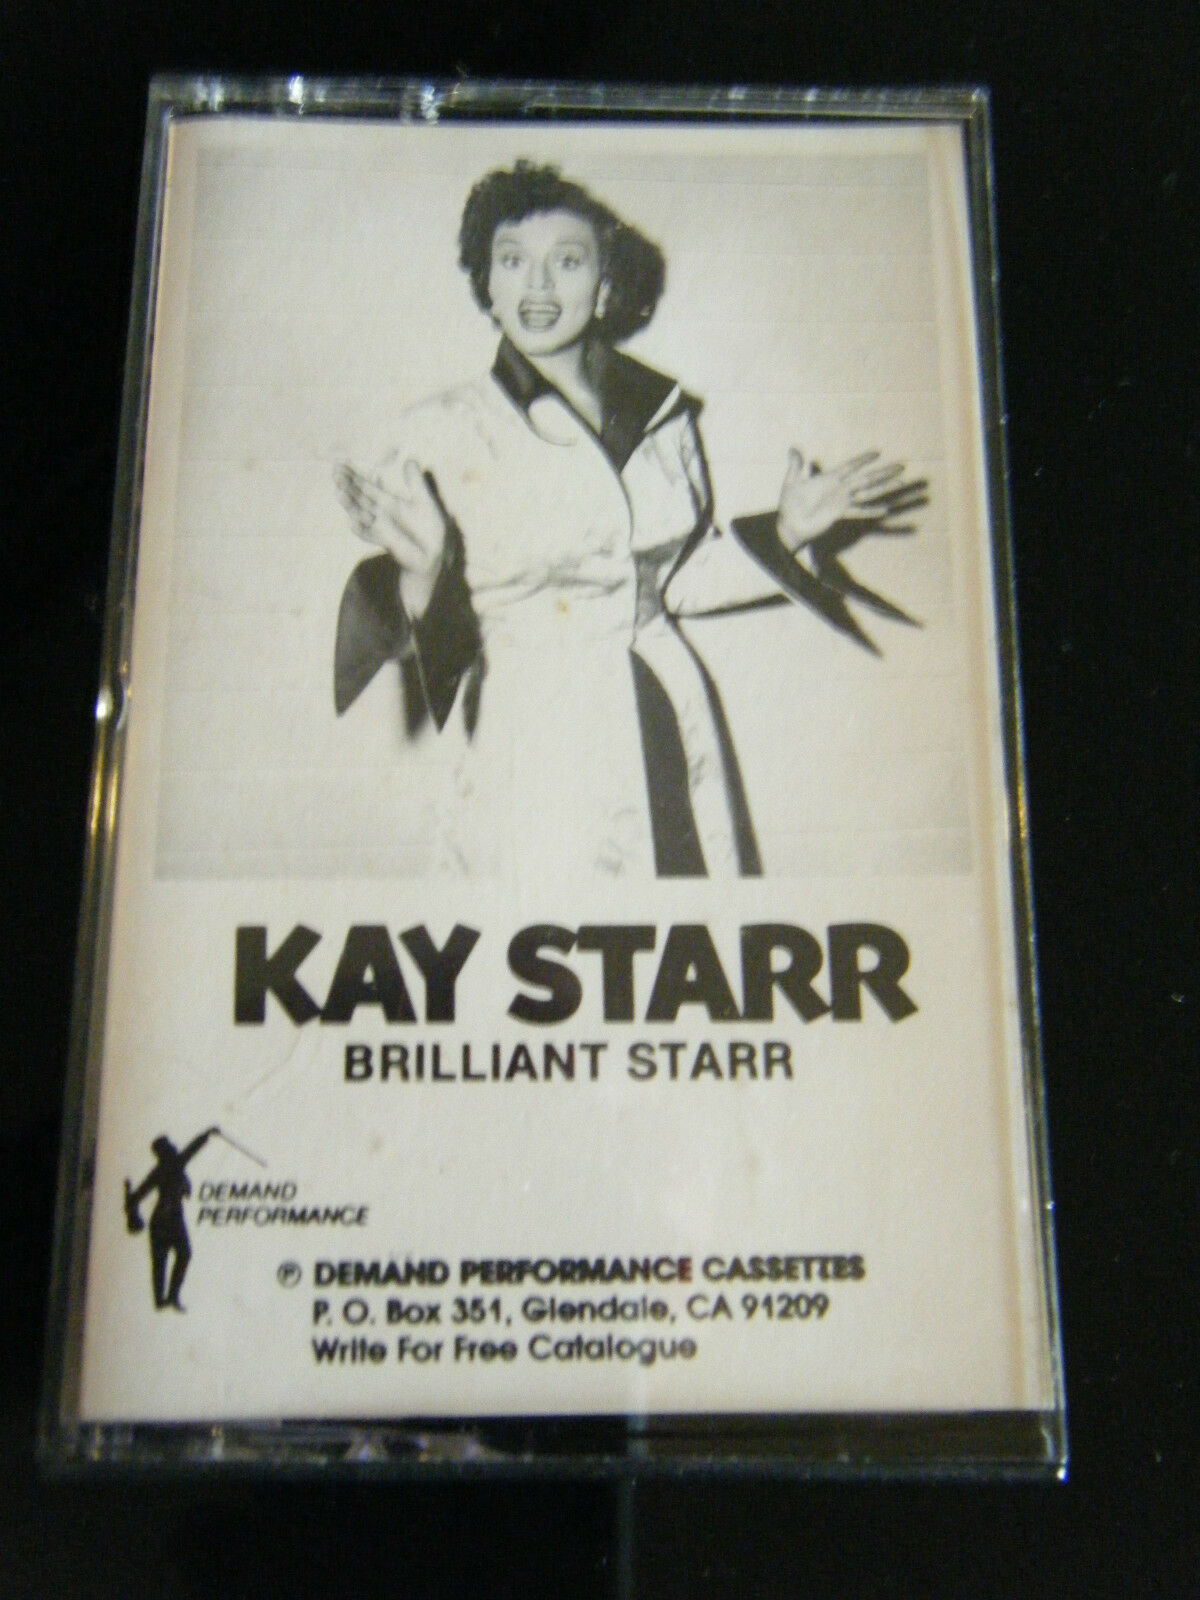 KAY STARR
BRILLIANT STARR
DEMAND
PERFORMANCE
℗ DEMAND PERFORMANCE CASSETTES
P. O. Box 351, Glendale, CA 91209
Write For Free Catalogue